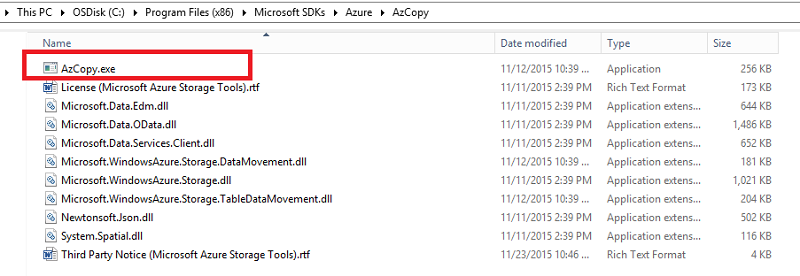 This PC ▸ OSDisk (C:) ▸ Program Files (x86) ▸ Microsoft SDKs ▸ Azure ▸ AzCopy
Name Date modified Type Size
AzCopy.exe 11/12/2015 10:39 ... Application 256 KB
License (Microsoft Azure Storage Tools).rtf 11/11/2015 2:39 PM Rich Text Format 173 KB
Microsoft.Data.Edm.dll 11/11/2015 2:39 PM Application extens... 644 KB
Microsoft.Data.OData.dll 11/11/2015 2:39 PM Application extens... 1,486 KB
Microsoft.Data.Services.Client.dll 11/11/2015 2:39 PM Application extens... 652 KB
Microsoft.WindowsAzure.Storage.DataMovement.dll 11/12/2015 10:39 ... Application extens... 181 KB
Microsoft.WindowsAzure.Storage.dll 11/11/2015 2:39 PM Application extens... 1,021 KB
Microsoft.WindowsAzure.Storage.TableDataMovement.dll 11/12/2015 10:39 ... Application extens... 204 KB
Newtonsoft.Json.dll 11/11/2015 2:39 PM Application extens... 502 KB
System.Spatial.dll 11/11/2015 2:39 PM Application extens... 116 KB
Third Party Notice (Microsoft Azure Storage Tools).rtf 11/23/2015 10:46 ... Rich Text Format 4 KB